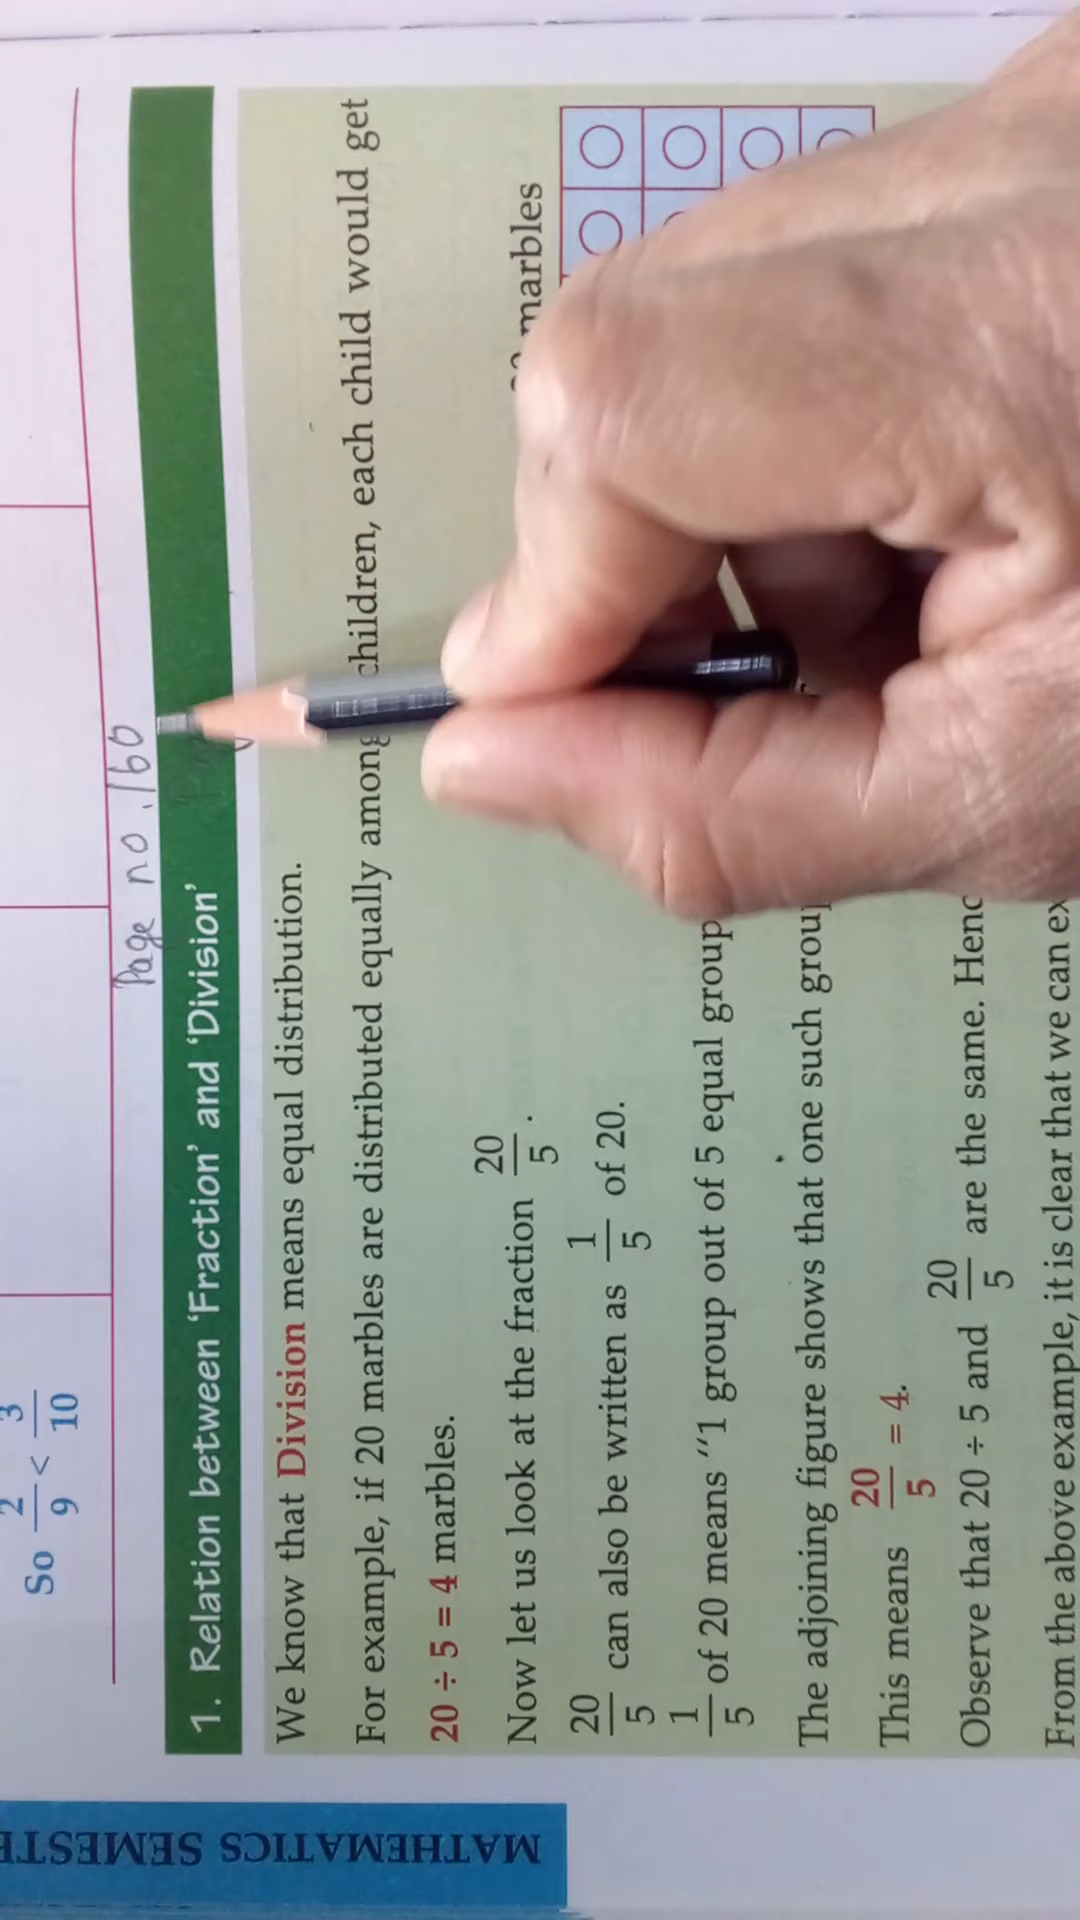 So 2/9 < 3/10
Page no. 160
1. Relation between ‘Fraction’ and ‘Division’
We know that Division means equal distribution.
For example, if 20 marbles are distributed equally among children, each child would get
20 ÷ 5 = 4 marbles.
Now let us look at the fraction 20/5. marbles
20/5 can also be written as 1/5 of 20.
1/5 of 20 means “1 group out of 5 equal
The adjoining figure shows that one such
This means 20/5 = 4.
Observe that 20 ÷ 5 and 20/5 are the same.
From the above example, it is clear that we can
MATHEMATICS